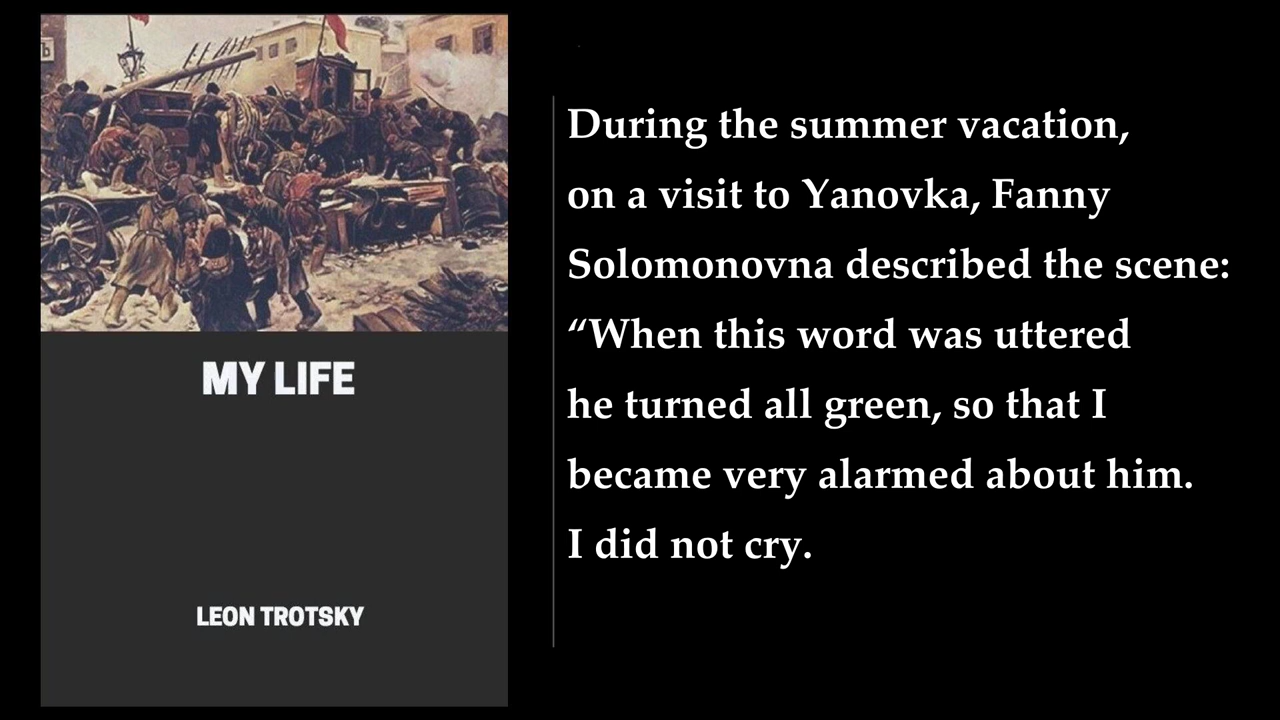 MY LIFE
LEON TROTSKY
During the summer vacation,
on a visit to Yanovka, Fanny
Solomonovna described the scene:
“When this word was uttered
he turned all green, so that I
became very alarmed about him.
I did not cry.